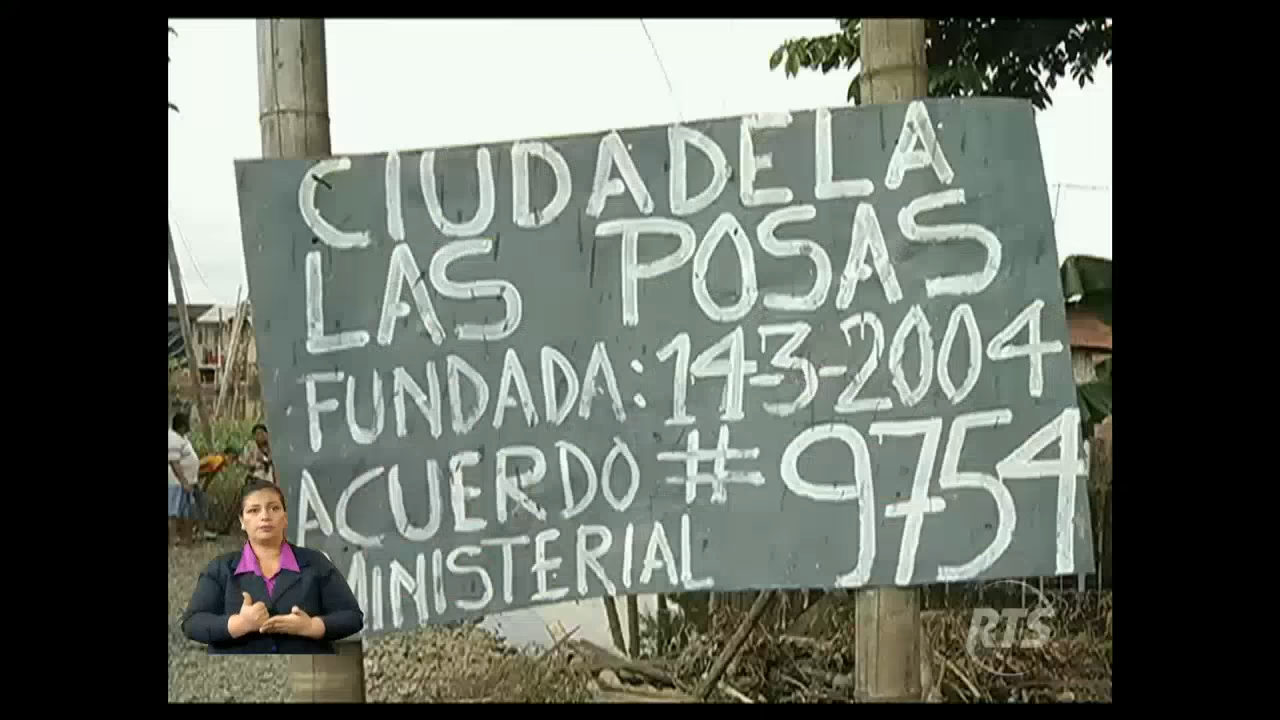 CIUDADELA
LAS POSAS
FUNDADA: 14-3-2004
ACUERDO # 9754
MINISTERIAL
RTS